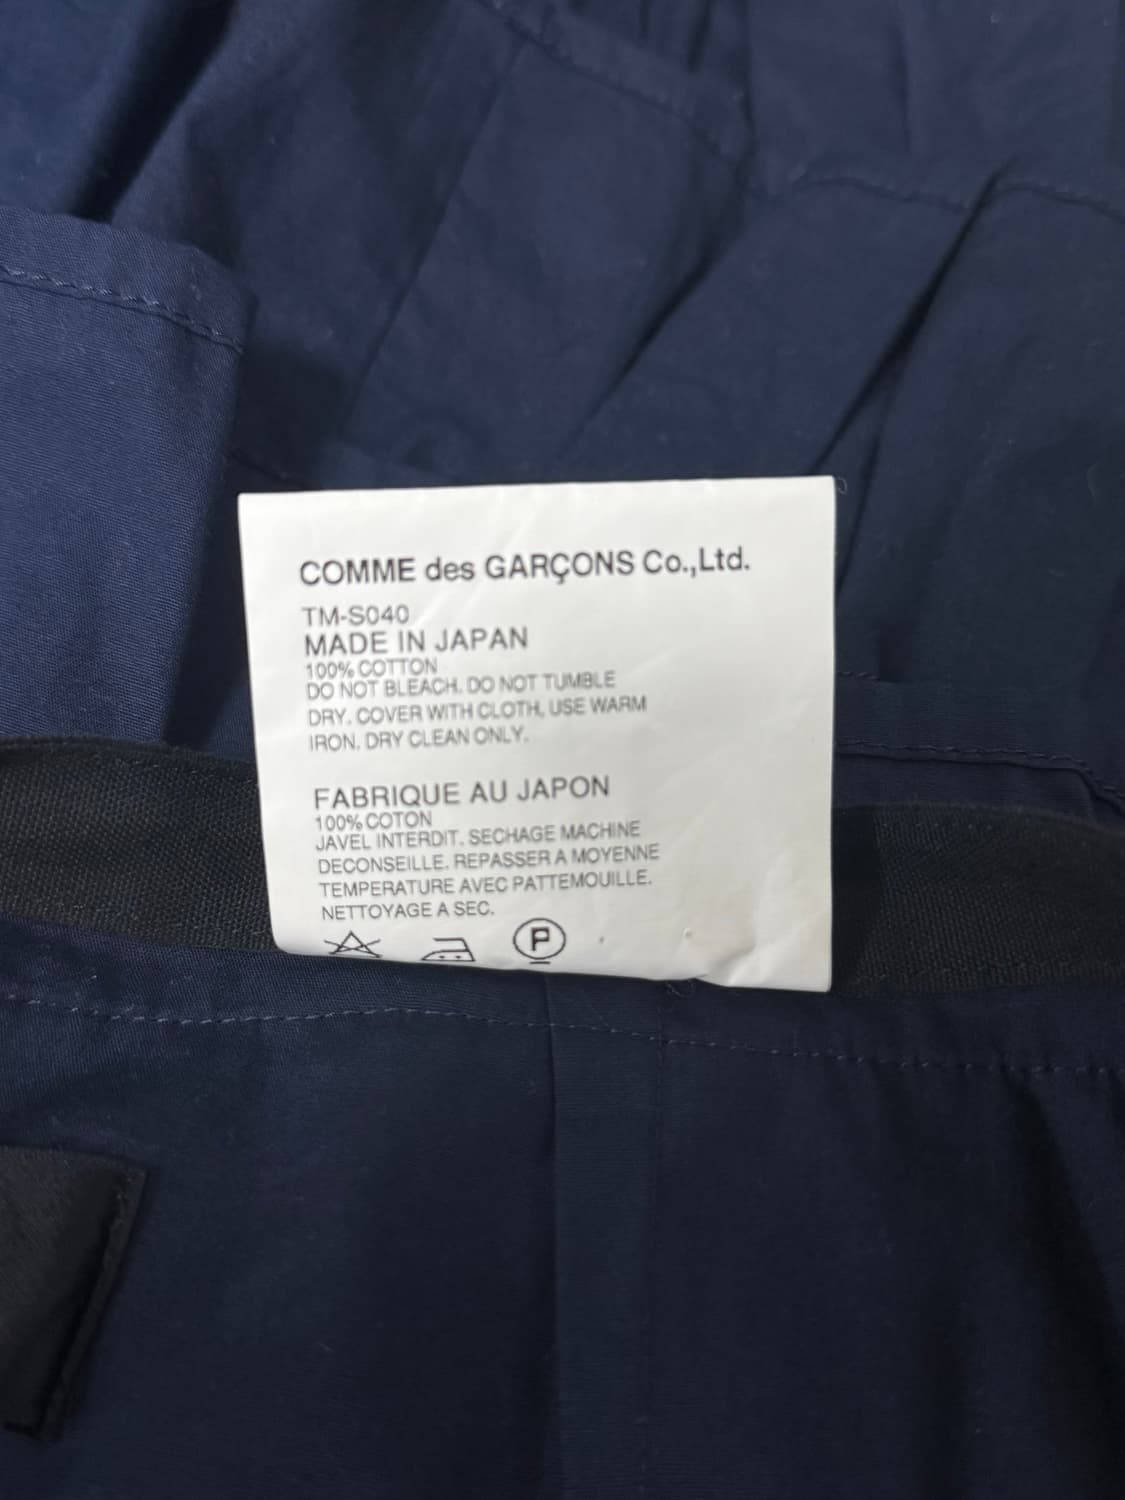 COMME des GARÇONS Co.,Ltd.
TM-S040
MADE IN JAPAN
100% COTTON
DO NOT BLEACH. DO NOT TUMBLE
DRY. COVER WITH CLOTH, USE WARM
IRON. DRY CLEAN ONLY.
FABRIQUE AU JAPON
100% COTON
JAVEL INTERDIT. SECHAGE MACHINE
DECONSEILLE. REPASSER A MOYENNE
TEMPERATURE AVEC PATTEMOUILLE.
NETTOYAGE A SEC.
P